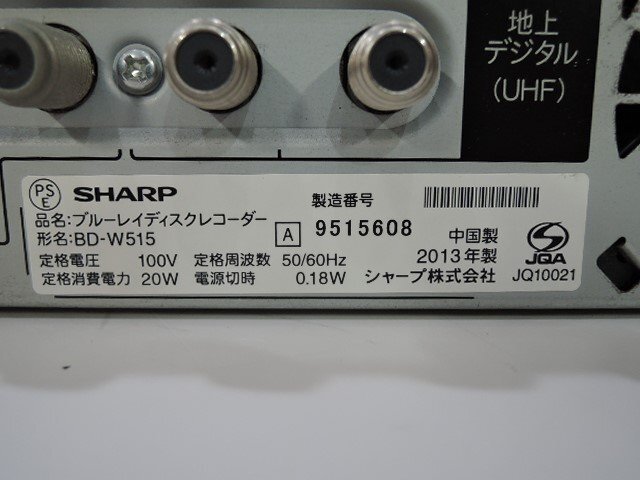 地上
デジタル
(UHF)
PS
E
SHARP
品名:ブルーレイディスクレコーダー
形名:BD-W515
製造番号
A 9515608
定格電圧 100V 定格周波数 50/60Hz
定格消費電力 20W 電源切時 0.18W
中国製
2013年製
シャープ株式会社
JQA
JQ10021